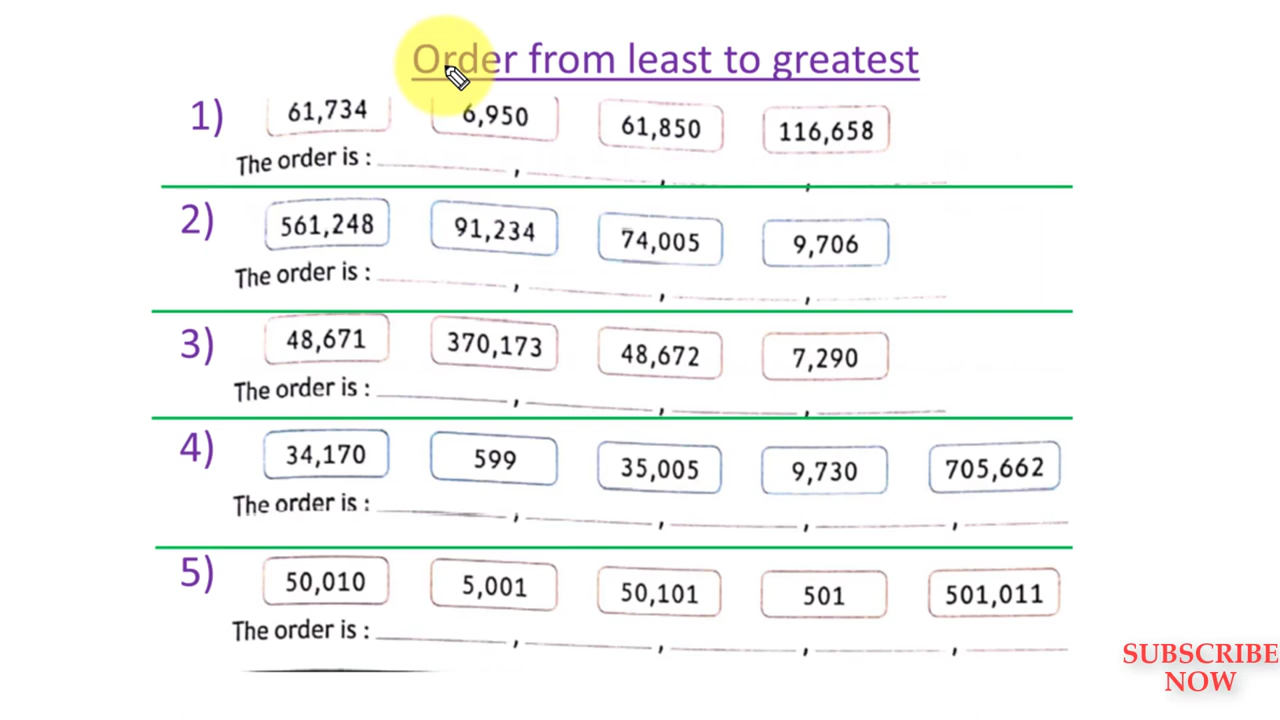 Order from least to greatest
1) 61,734 6,950 61,850 116,658
The order is : , , ,
2) 561,248 91,234 74,005 9,706
The order is : , , ,
3) 48,671 370,173 48,672 7,290
The order is : , , ,
4) 34,170 599 35,005 9,730 705,662
The order is : , , , ,
5) 50,010 5,001 50,101 501 501,011
The order is : , , , ,
SUBSCRIBE
NOW